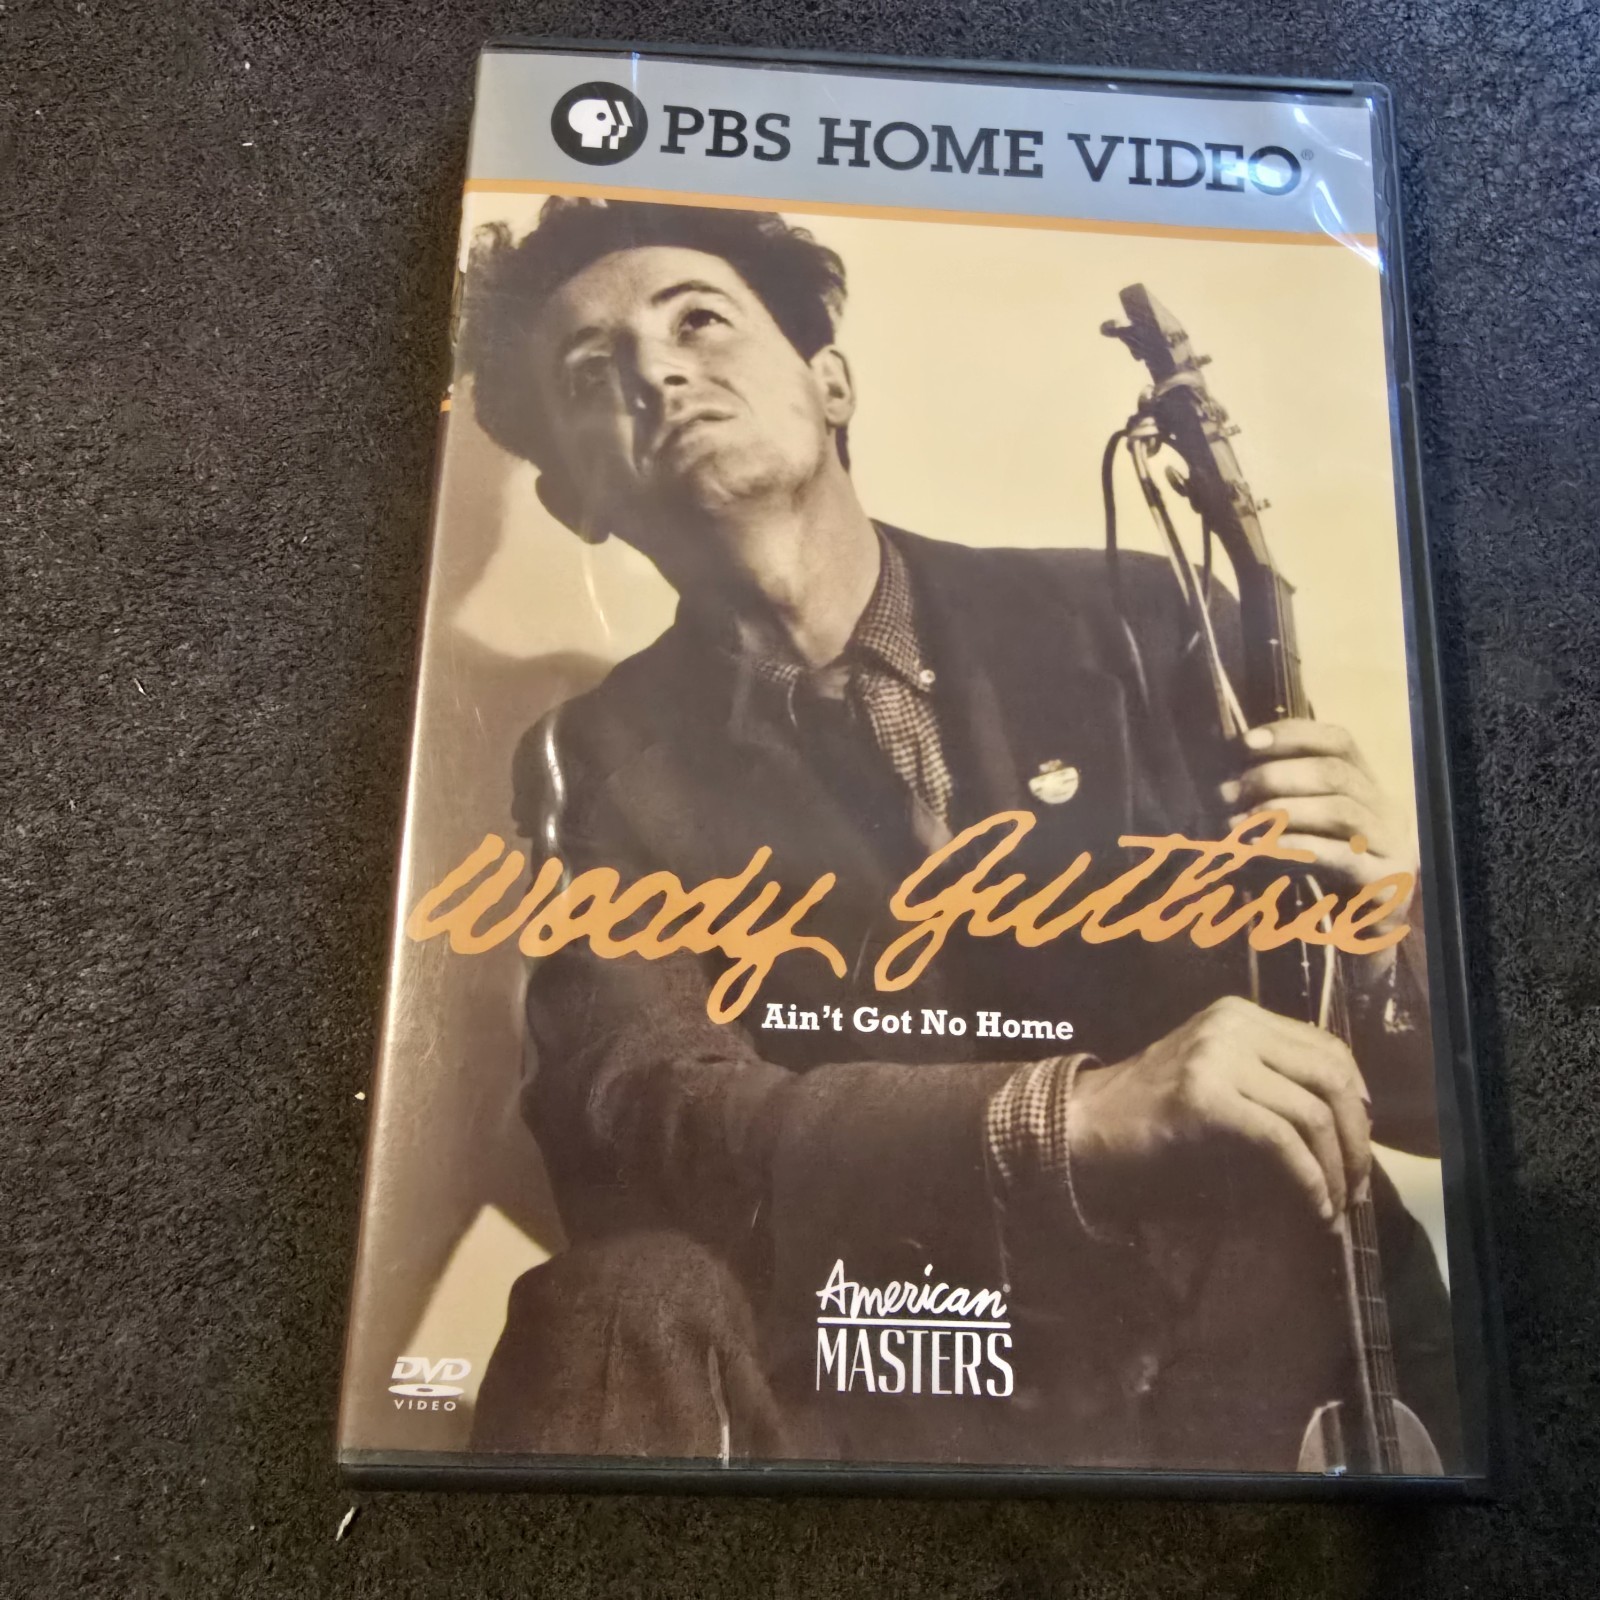 PBS HOME VIDEO®
Woody Guthrie
Ain't Got No Home
American®
MASTERS
DVD
VIDEO